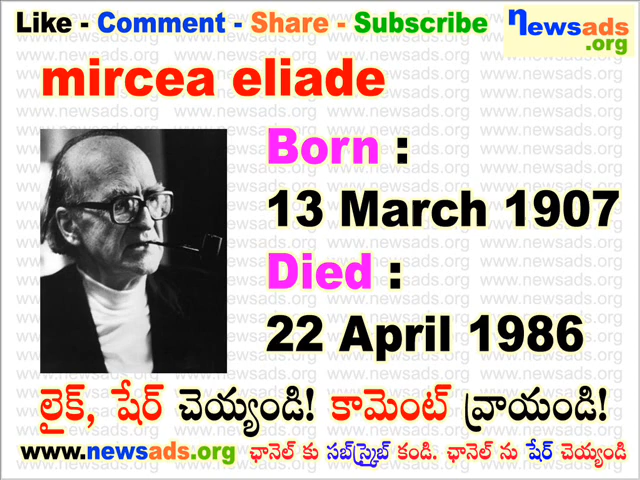 Like - Comment - Share - Subscribe
newsads
.org
mircea eliade
Born :
13 March 1907
Died :
22 April 1986
లైక్, షేర్ చెయ్యండి! కామెంట్ వ్రాయండి!
www.newsads.org ఛానెల్ కు సబ్‌స్క్రైబ్ కండి. ఛానెల్ ను షేర్ చెయ్యండి